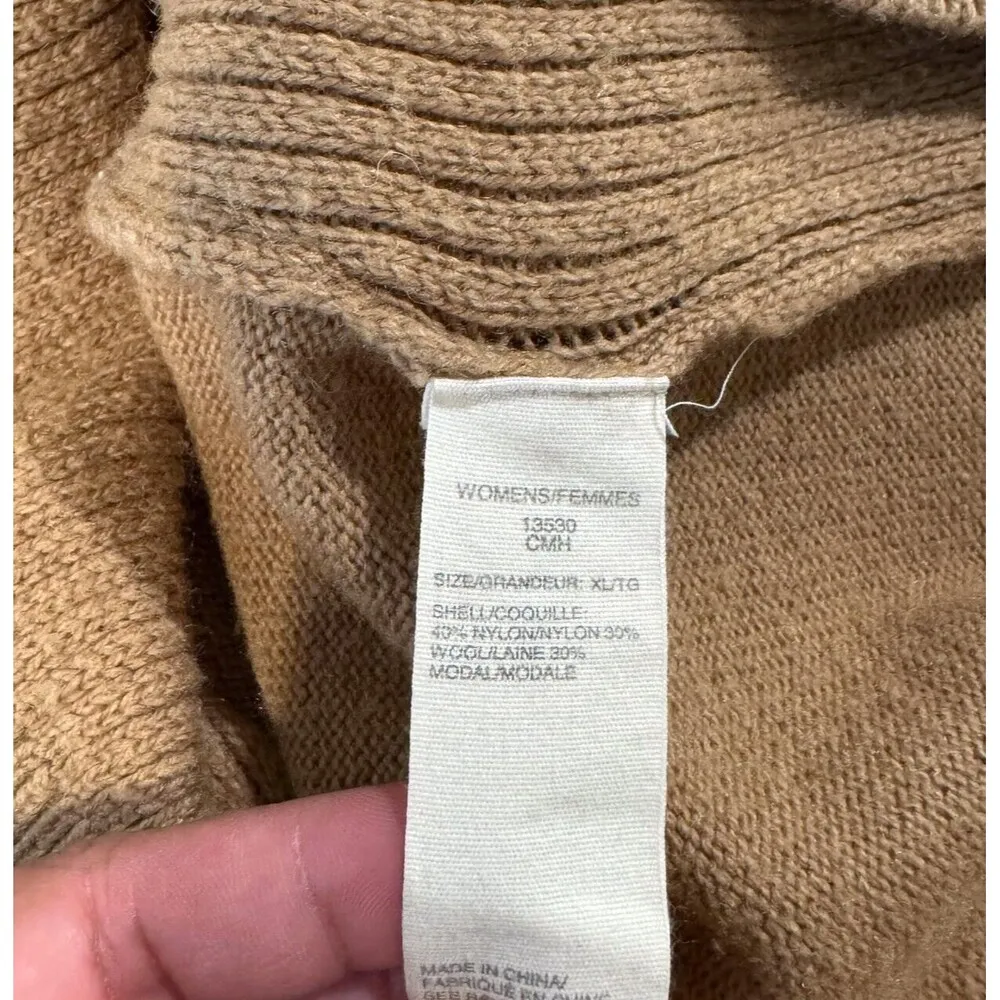 WOMENS/FEMMES
13530
CMH
SIZE/GRANDEUR: XL/TG
SHELL/COQUILLE:
40% NYLON/NYLON 30%
WOOL/LAINE 30%
MODAL/MODALE
MADE IN CHINA/
FABRIQUÉ EN CHINE
SEE